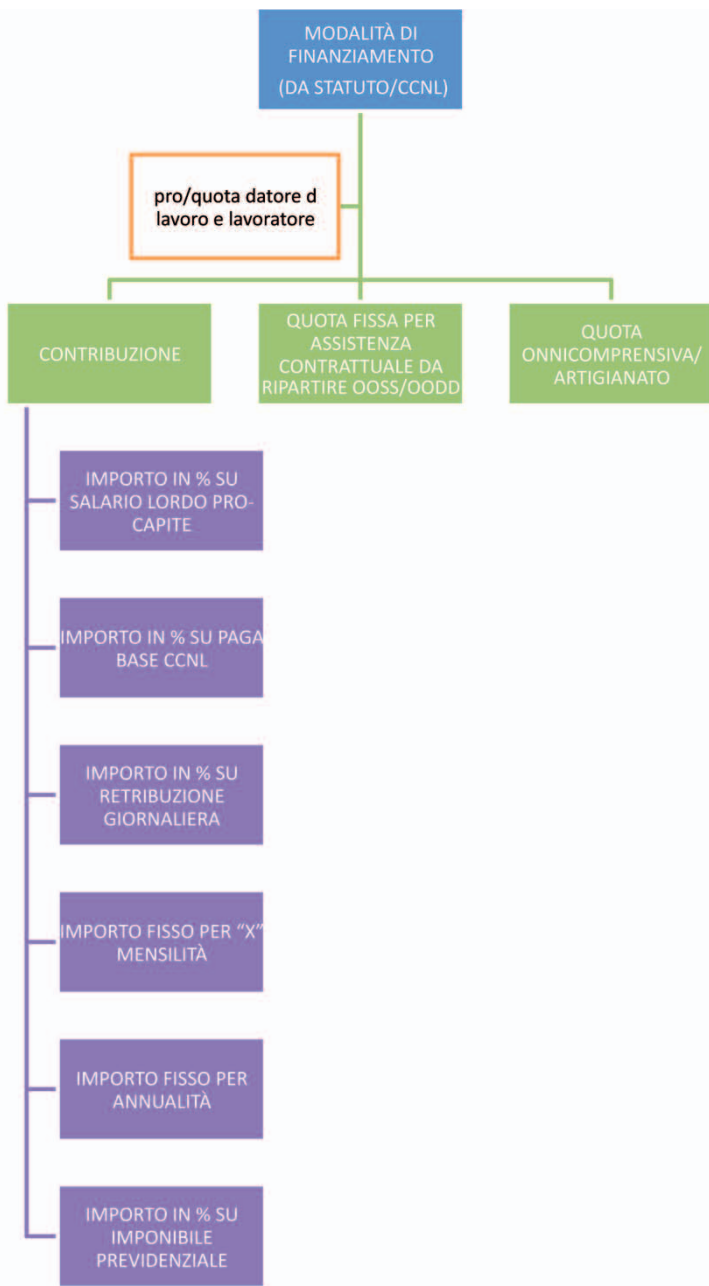 MODALITÀ DI
FINANZIAMENTO
(DA STATUTO/CCNL)
pro/quota datore d
lavoro e lavoratore
CONTRIBUZIONE
QUOTA FISSA PER
ASSISTENZA
CONTRATTUALE DA
RIPARTIRE OOSS/OODD
QUOTA
ONNICOMPRENSIVA/
ARTIGIANATO
IMPORTO IN % SU
SALARIO LORDO PRO-
CAPITE
IMPORTO IN % SU PAGA
BASE CCNL
IMPORTO IN % SU
RETRIBUZIONE
GIORNALIERA
IMPORTO FISSO PER “X”
MENSILITÀ
IMPORTO FISSO PER
ANNUALITÀ
IMPORTO IN % SU
IMPONIBILE
PREVIDENZIALE